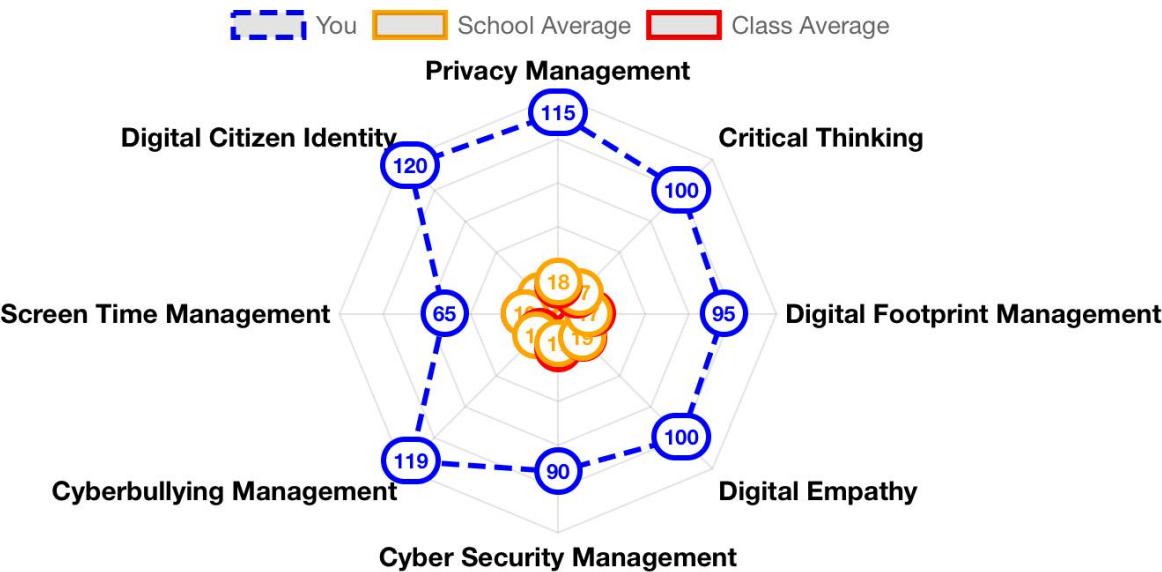 You School Average Class Average
Privacy Management
115
Digital Citizen Identity Critical Thinking
120 100
18
Screen Time Management 65 95 Digital Footprint Management
119 100
90
Cyberbullying Management Digital Empathy
Cyber Security Management